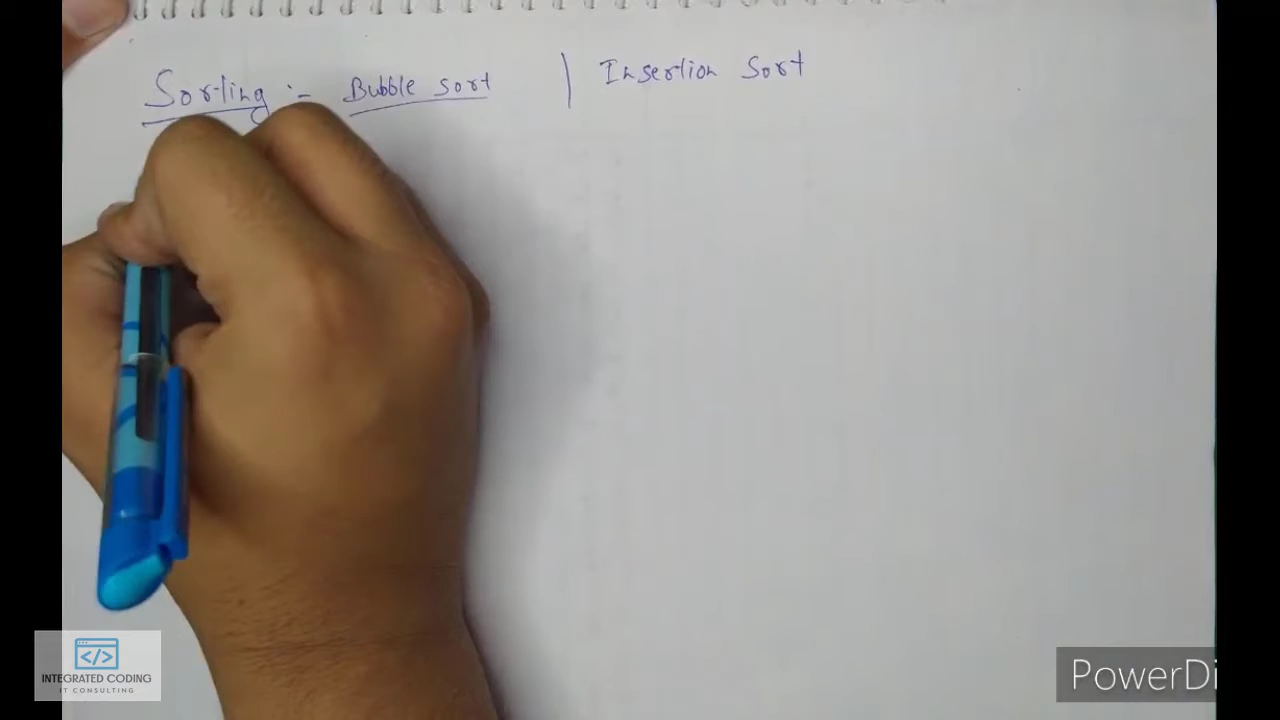 Sorting :- Bubble sort | Insertion Sort
</>
INTEGRATED CODING
IT CONSULTING
PowerDi